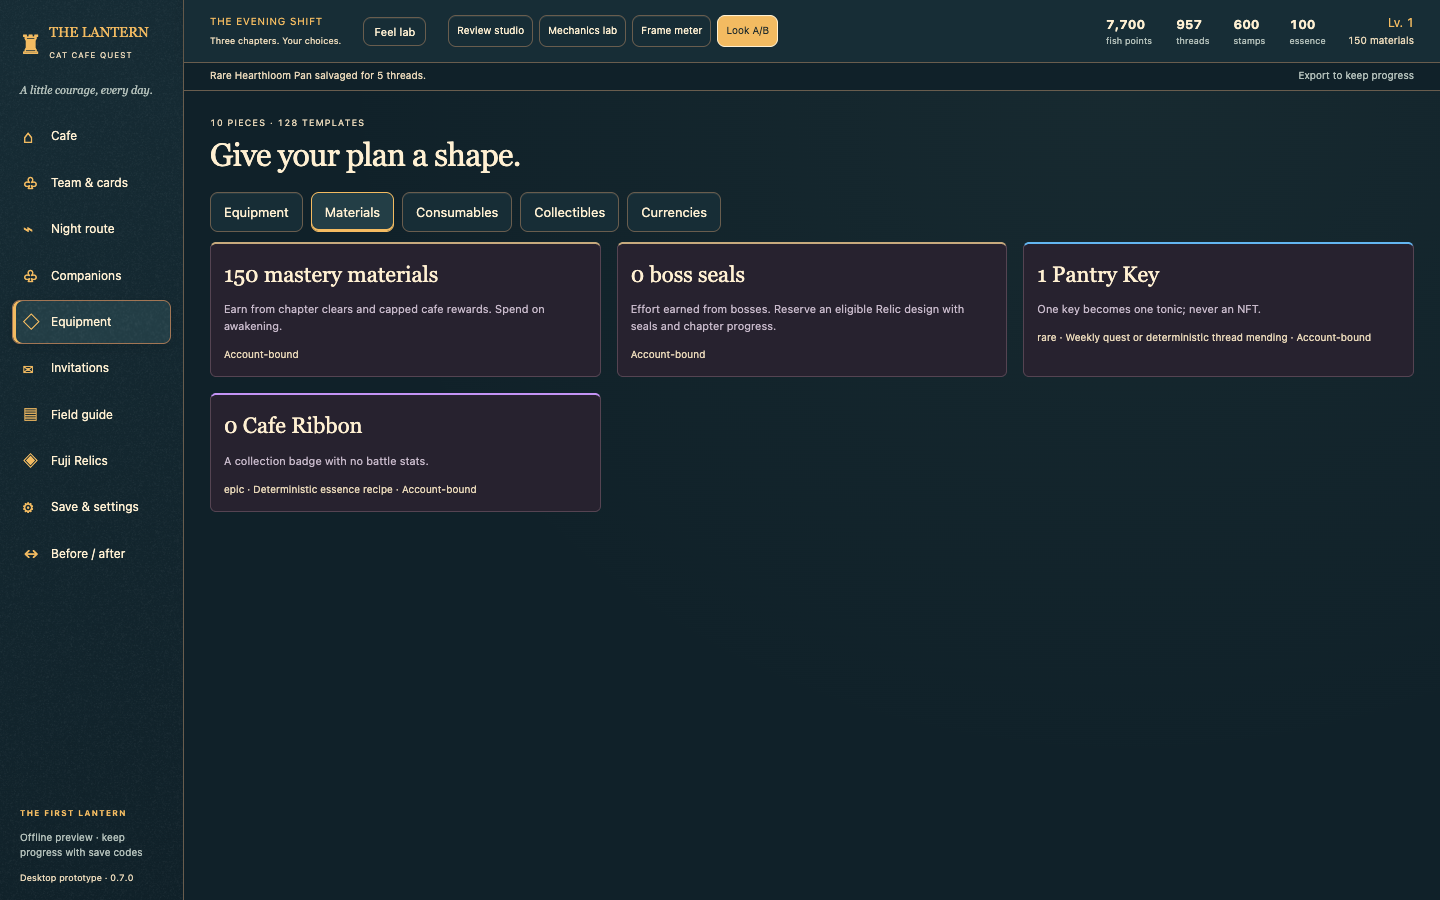 THE LANTERN
CAT CAFE QUEST
A little courage, every day.
Cafe
Team & cards
Night route
Companions
Equipment
Invitations
Field guide
Fuji Relics
Save & settings
Before / after
THE FIRST LANTERN
Offline preview · keep
progress with save codes
Desktop prototype · 0.7.0
THE EVENING SHIFT
Three chapters. Your choices.
Feel lab
Review studio
Mechanics lab
Frame meter
Look A/B
7,700
fish points
957
threads
600
stamps
100
essence
Lv. 1
150 materials
Rare Hearthloom Pan salvaged for 5 threads.
Export to keep progress
10 PIECES · 128 TEMPLATES
Give your plan a shape.
Equipment
Materials
Consumables
Collectibles
Currencies
150 mastery materials
Earn from chapter clears and capped cafe rewards. Spend on
awakening.
Account-bound
0 boss seals
Effort earned from bosses. Reserve an eligible Relic design with
seals and chapter progress.
Account-bound
1 Pantry Key
One key becomes one tonic; never an NFT.
rare · Weekly quest or deterministic thread mending · Account-bound
0 Cafe Ribbon
A collection badge with no battle stats.
epic · Deterministic essence recipe · Account-bound